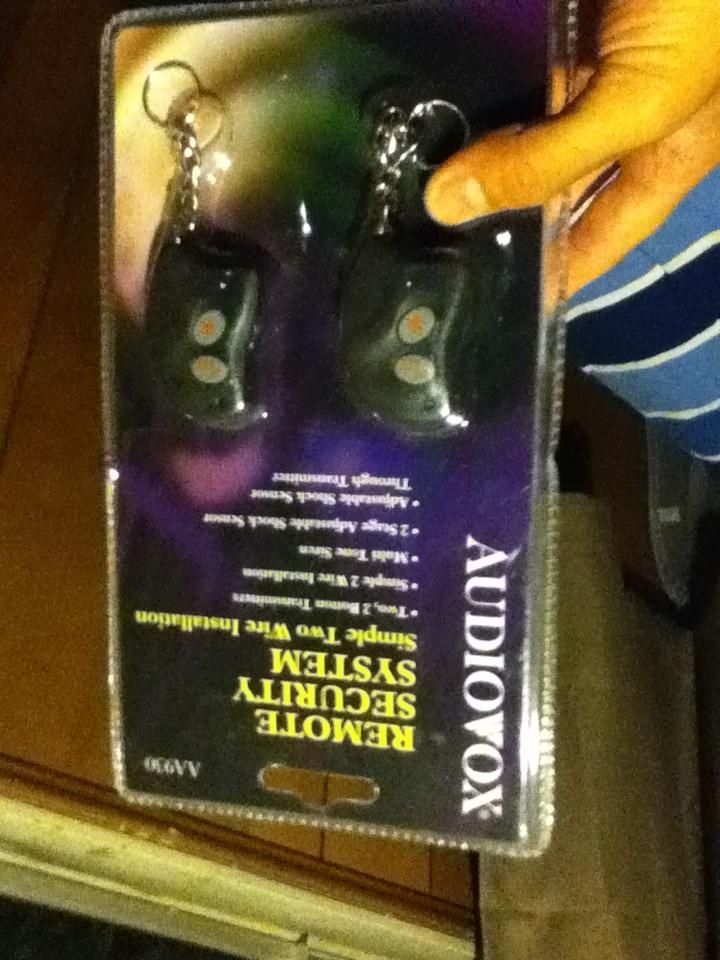 AUDIOVOX®
AA930
REMOTE
SECURITY
SYSTEM
Simple Two Wire Installation
• Two, 2 Button Transmitters
• Simple 2 Wire Installation
• Multi Tone Siren
• 2 Stage Adjustable Shock Sensor
• Adjustable Shock Sensor
Through Transmitter